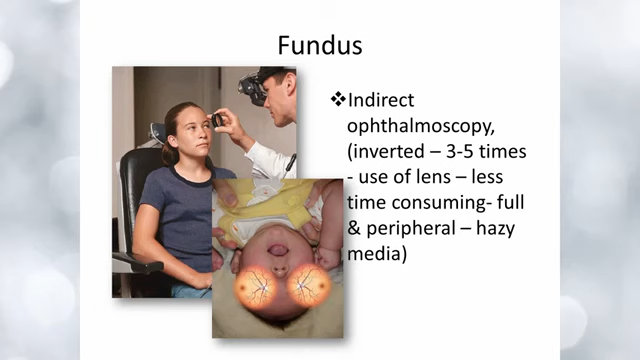 Fundus
❖Indirect
ophthalmoscopy,
(inverted – 3-5 times
- use of lens – less
time consuming- full
& peripheral – hazy
media)